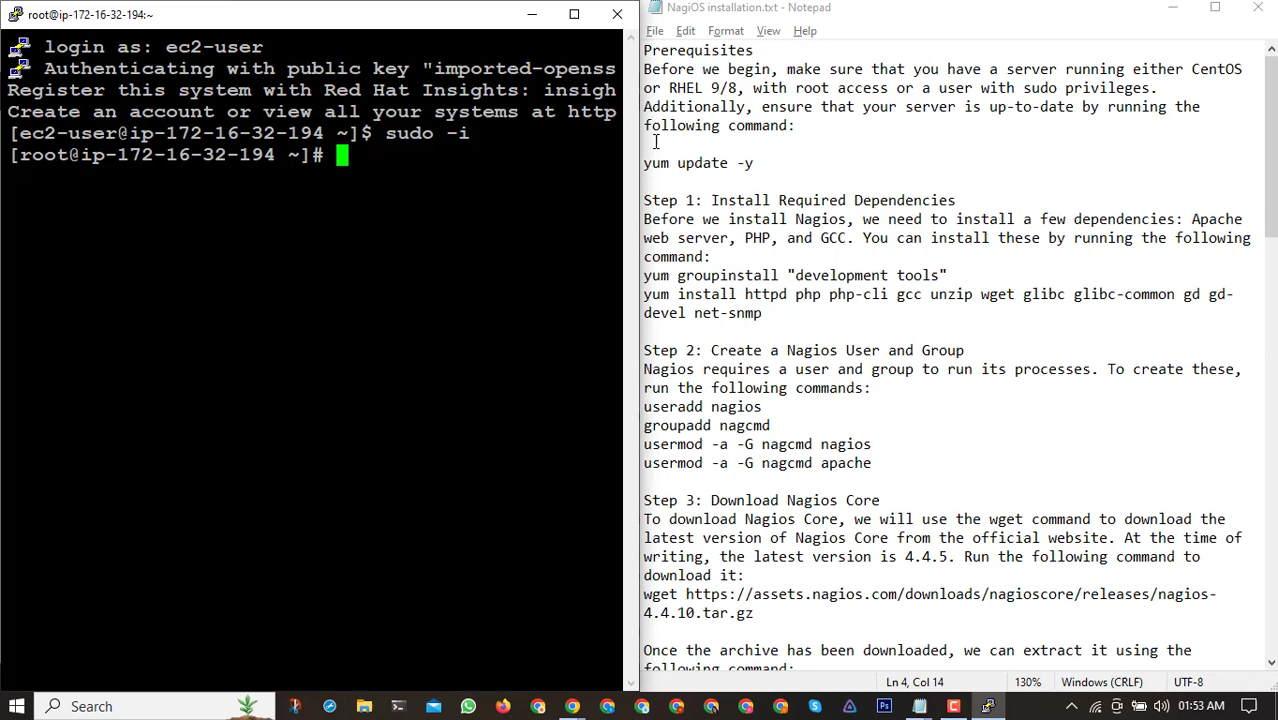 root@ip-172-16-32-194:~
login as: ec2-user
Authenticating with public key "imported-openss
Register this system with Red Hat Insights: insigh
Create an account or view all your systems at http
[ec2-user@ip-172-16-32-194 ~]$ sudo -i
[root@ip-172-16-32-194 ~]#
NagiOS installation.txt - Notepad
File Edit Format View Help
Prerequisites
Before we begin, make sure that you have a server running either CentOS
or RHEL 9/8, with root access or a user with sudo privileges.
Additionally, ensure that your server is up-to-date by running the
following command:
yum update -y
Step 1: Install Required Dependencies
Before we install Nagios, we need to install a few dependencies: Apache
web server, PHP, and GCC. You can install these by running the following
command:
yum groupinstall "development tools"
yum install httpd php php-cli gcc unzip wget glibc glibc-common gd gd-
devel net-snmp
Step 2: Create a Nagios User and Group
Nagios requires a user and group to run its processes. To create these,
run the following commands:
useradd nagios
groupadd nagcmd
usermod -a -G nagcmd nagios
usermod -a -G nagcmd apache
Step 3: Download Nagios Core
To download Nagios Core, we will use the wget command to download the
latest version of Nagios Core from the official website. At the time of
writing, the latest version is 4.4.5. Run the following command to
download it:
wget https://assets.nagios.com/downloads/nagioscore/releases/nagios-
4.4.10.tar.gz
Once the archive has been downloaded, we can extract it using the
following command:
Ln 4, Col 14 130% Windows (CRLF) UTF-8
Search
Ps
01:53 AM